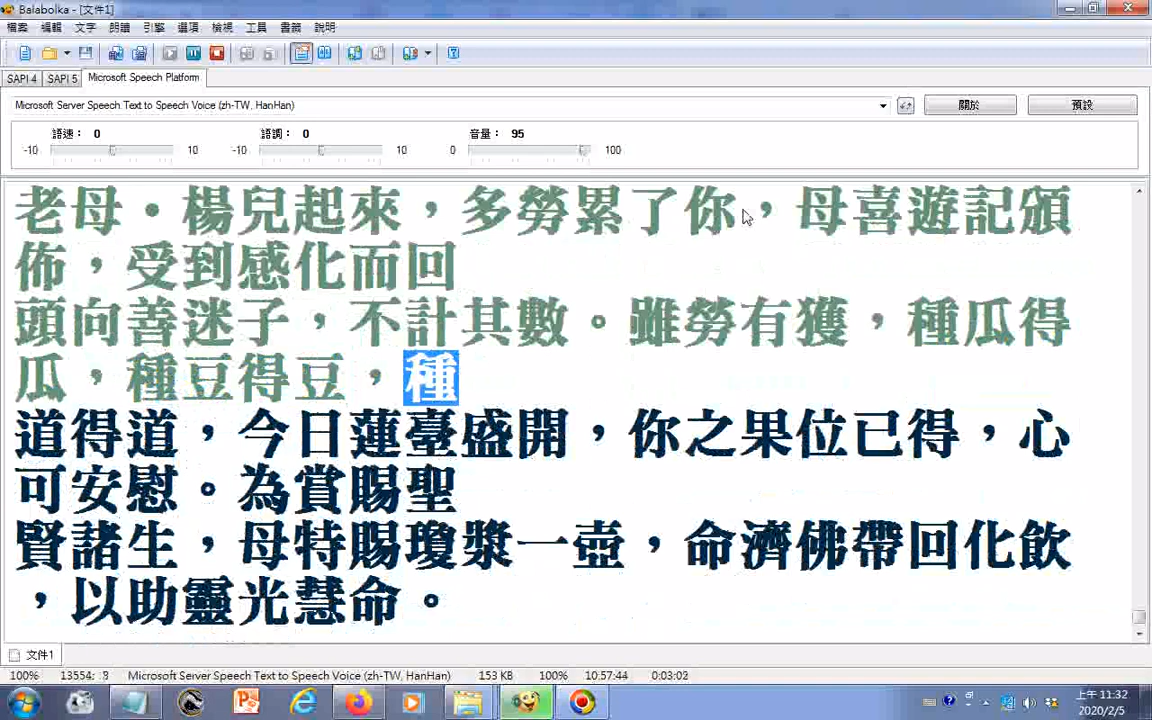 Balabolka - [文件1]
檔案 編輯 文字 朗讀 引擎 選項 檢視 工具 書籤 說明
SAPI 4 SAPI 5 Microsoft Speech Platform
Microsoft Server Speech Text to Speech Voice (zh-TW, HanHan) 關於 預設
語速： 0 語調： 0 音量： 95
-10 10 -10 10 0 100
老母・楊兒起來，多勞累了你，母喜遊記頒
佈，受到感化而回
頭向善迷子，不計其數。雖勞有獲，種瓜得
瓜，種豆得豆，種
道得道，今日蓮臺盛開，你之果位已得，心
可安慰。為賞賜聖
賢諸生，母特賜瓊漿一壺，命濟佛帶回化飲
，以助靈光慧命。
文件1
100% Microsoft Server Speech Text to Speech Voice (zh-TW, HanHan) 153 KB 100% 10:57:44 0:03:02
上午 11:32
2020/2/5